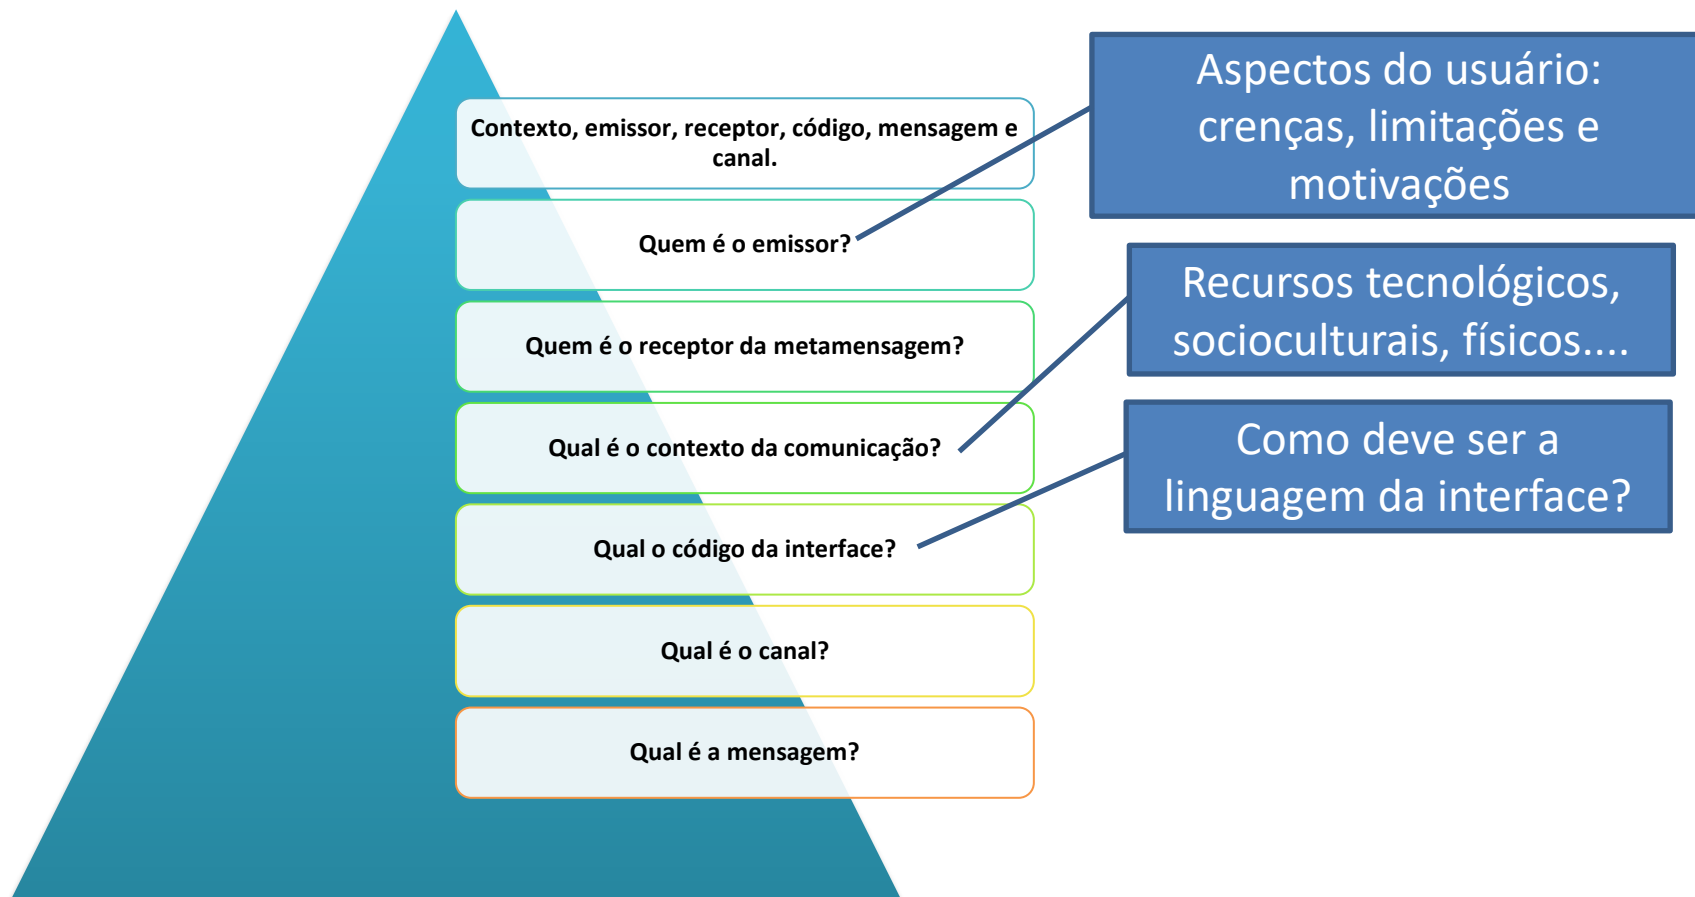 Contexto, emissor, receptor, código, mensagem e
canal.
Quem é o emissor?
Quem é o receptor da metamensagem?
Qual é o contexto da comunicação?
Qual o código da interface?
Qual é o canal?
Qual é a mensagem?
Aspectos do usuário:
crenças, limitações e
motivações
Recursos tecnológicos,
socioculturais, físicos....
Como deve ser a
linguagem da interface?